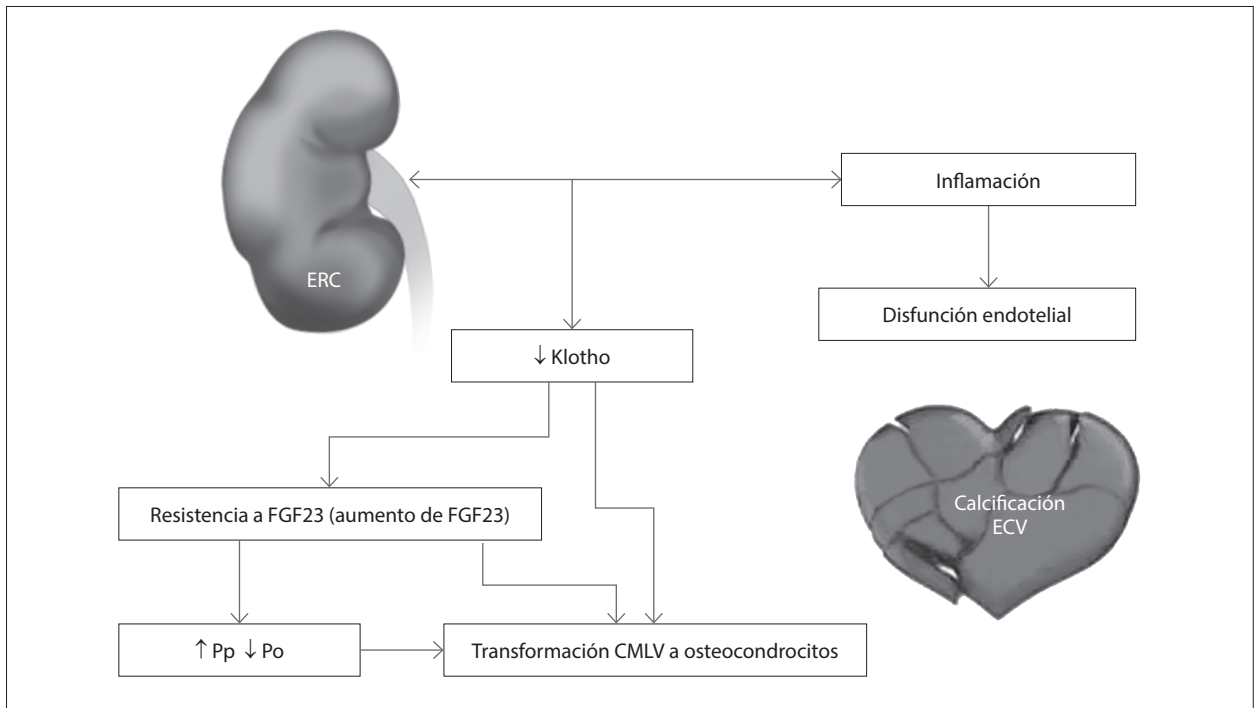 Inflamación
ERC
Disfunción endotelial
↓ Klotho
Calcificación
ECV
Resistencia a FGF23 (aumento de FGF23)
↑ Pp ↓ Po
Transformación CMLV a osteocondrocitos